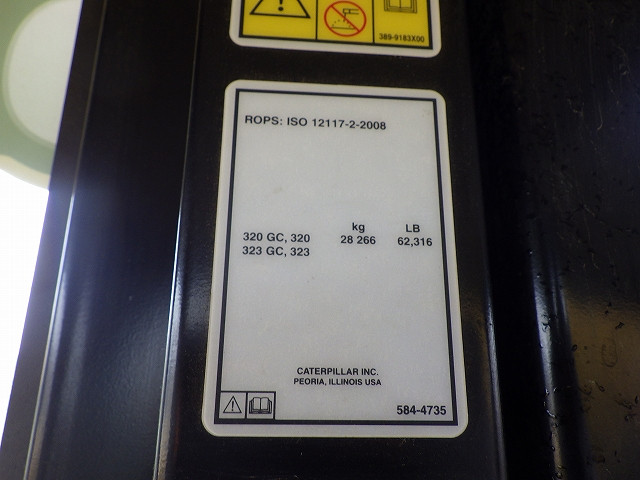 389-9183X00
ROPS: ISO 12117-2-2008
kg LB
320 GC, 320 28 266 62,316
323 GC, 323
CATERPILLAR INC.
PEORIA, ILLINOIS USA
584-4735